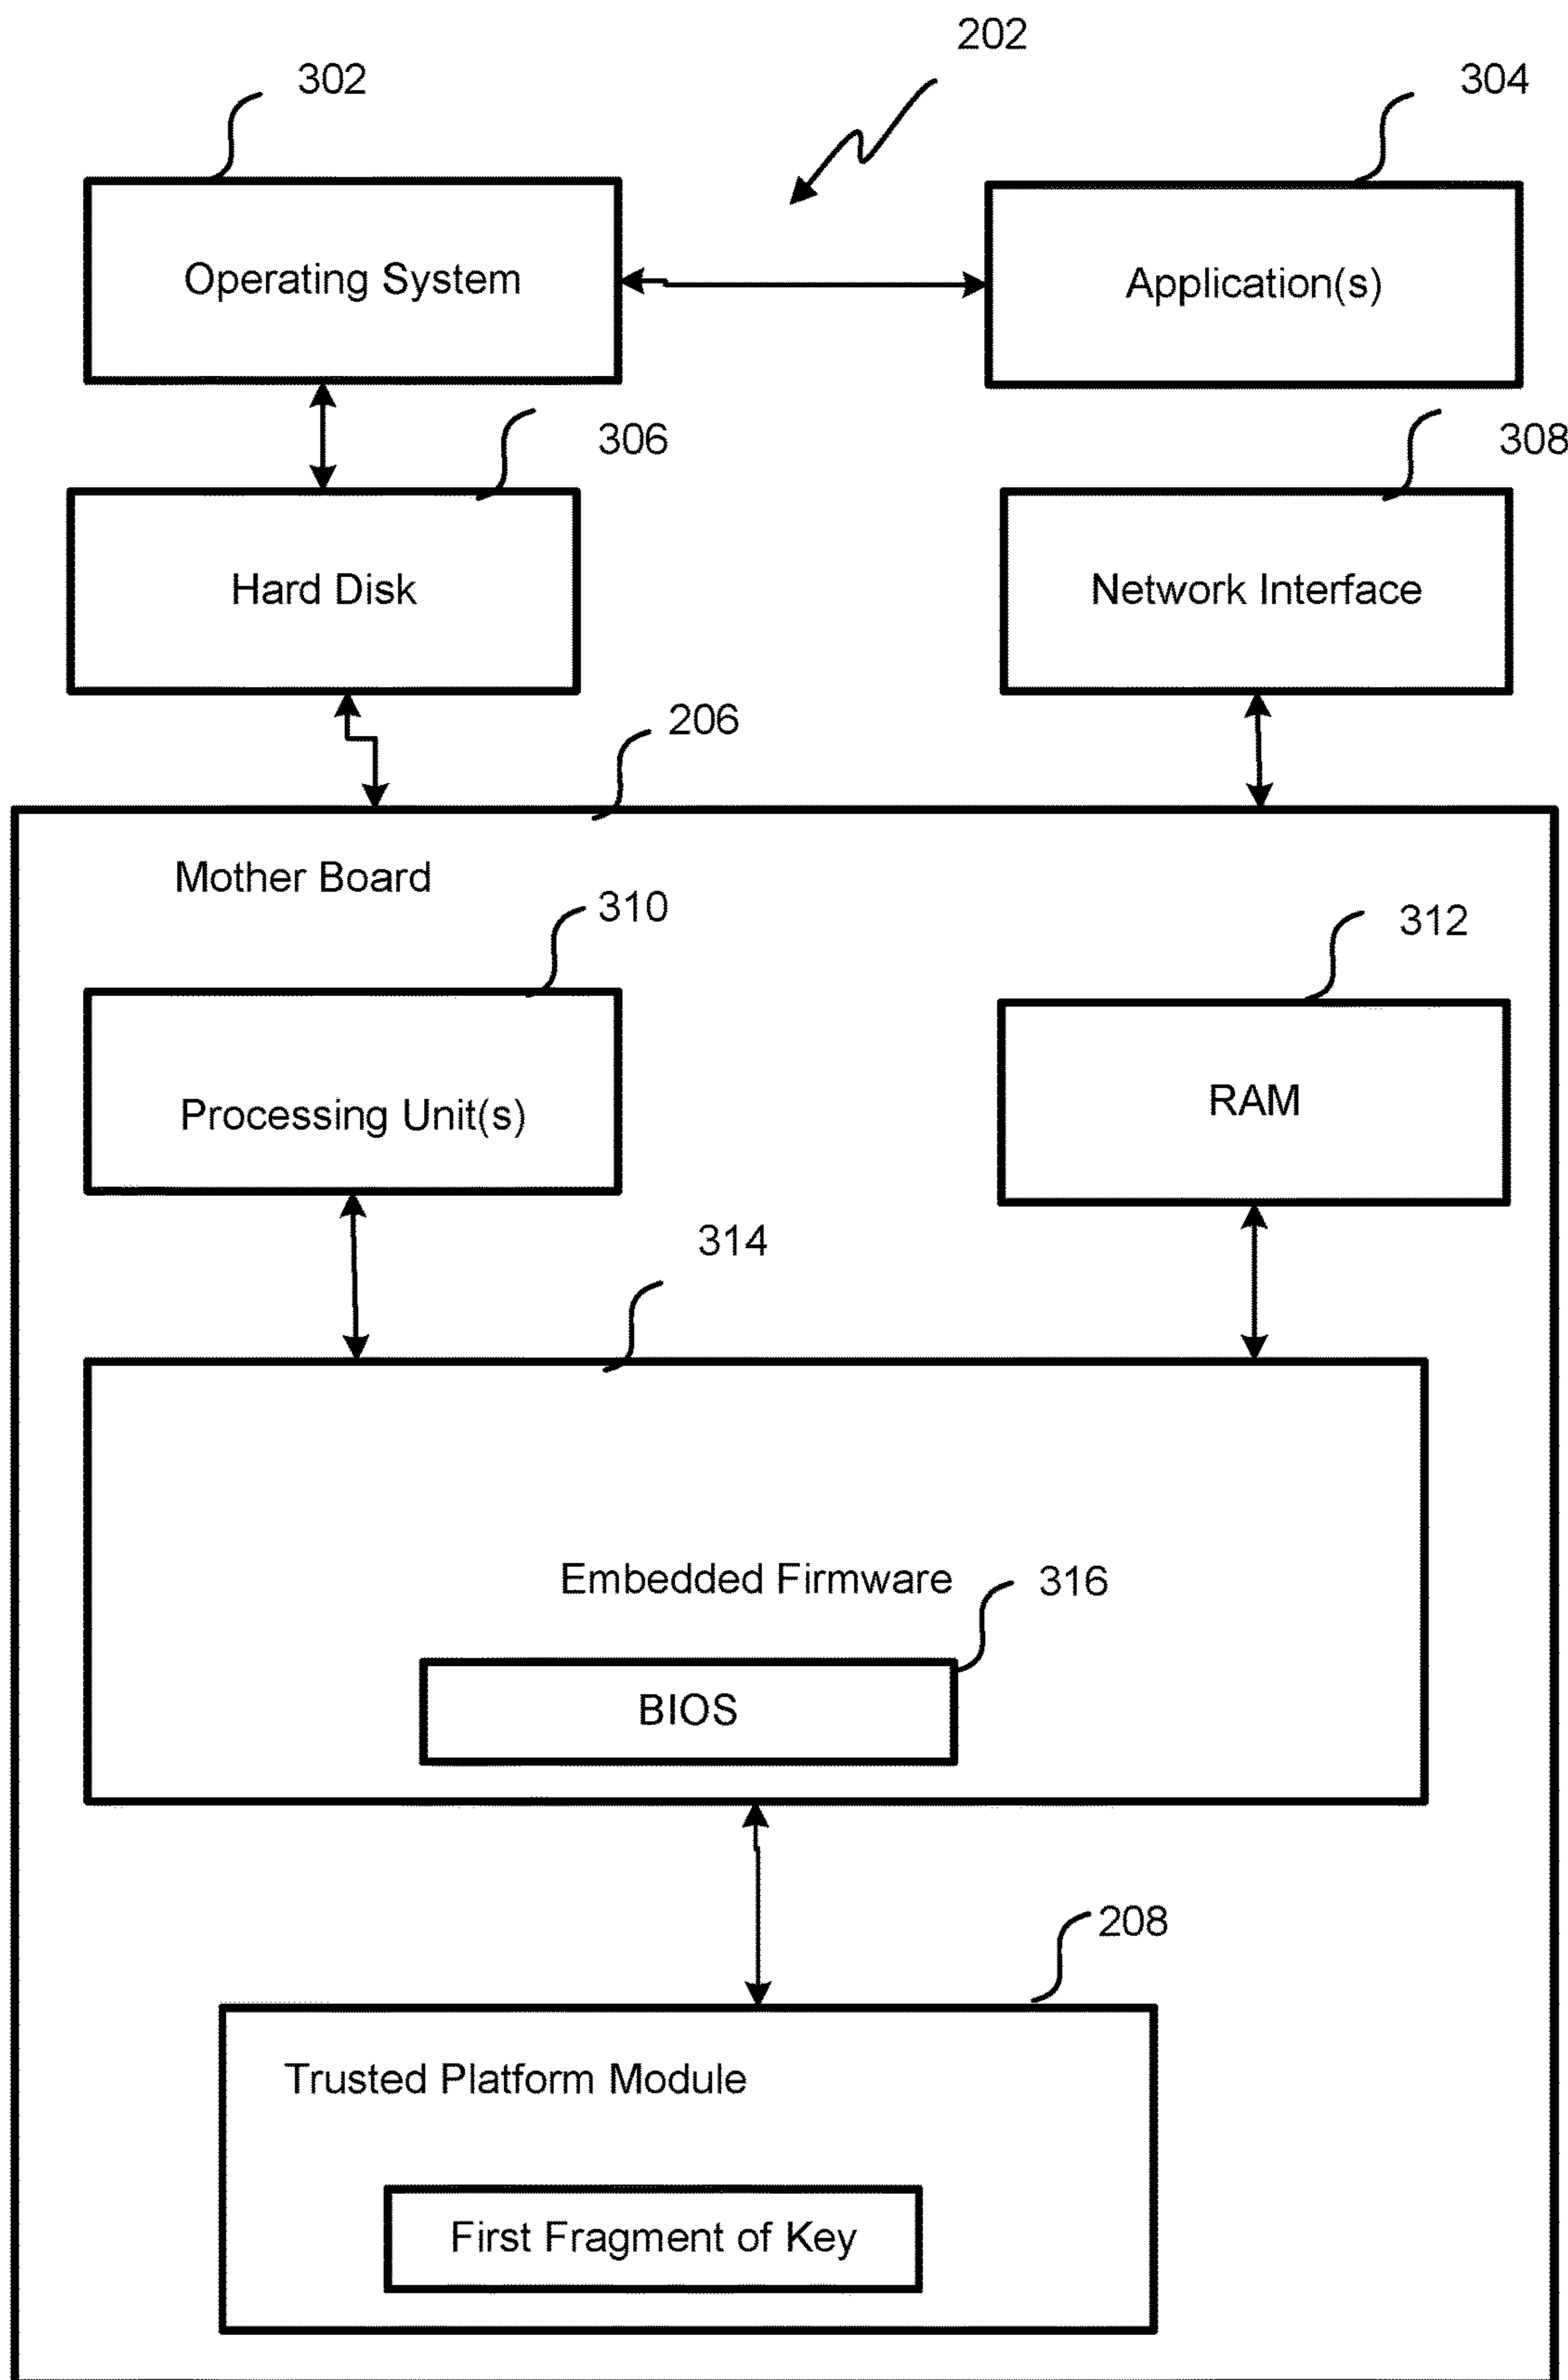 202
302
304
Operating System
Application(s)
306
308
Hard Disk
Network Interface
206
Mother Board
310
312
Processing Unit(s)
RAM
314
Embedded Firmware
316
BIOS
208
Trusted Platform Module
First Fragment of Key